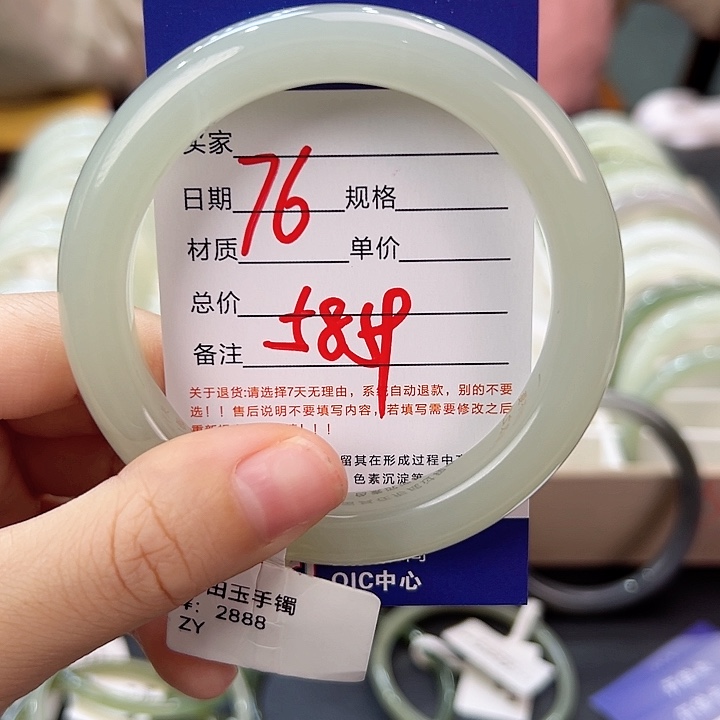 买家
76
日期 规格
材质 单价
总价
584
备注
关于退货:请选择7天无理由，系统自动退款，别的不要
选！！售后说明不要填写内容，若填写需要修改之后
！！！
留其在形成过程中
色素沉淀等
QIC中心
田玉手镯
¥: 2888
ZY